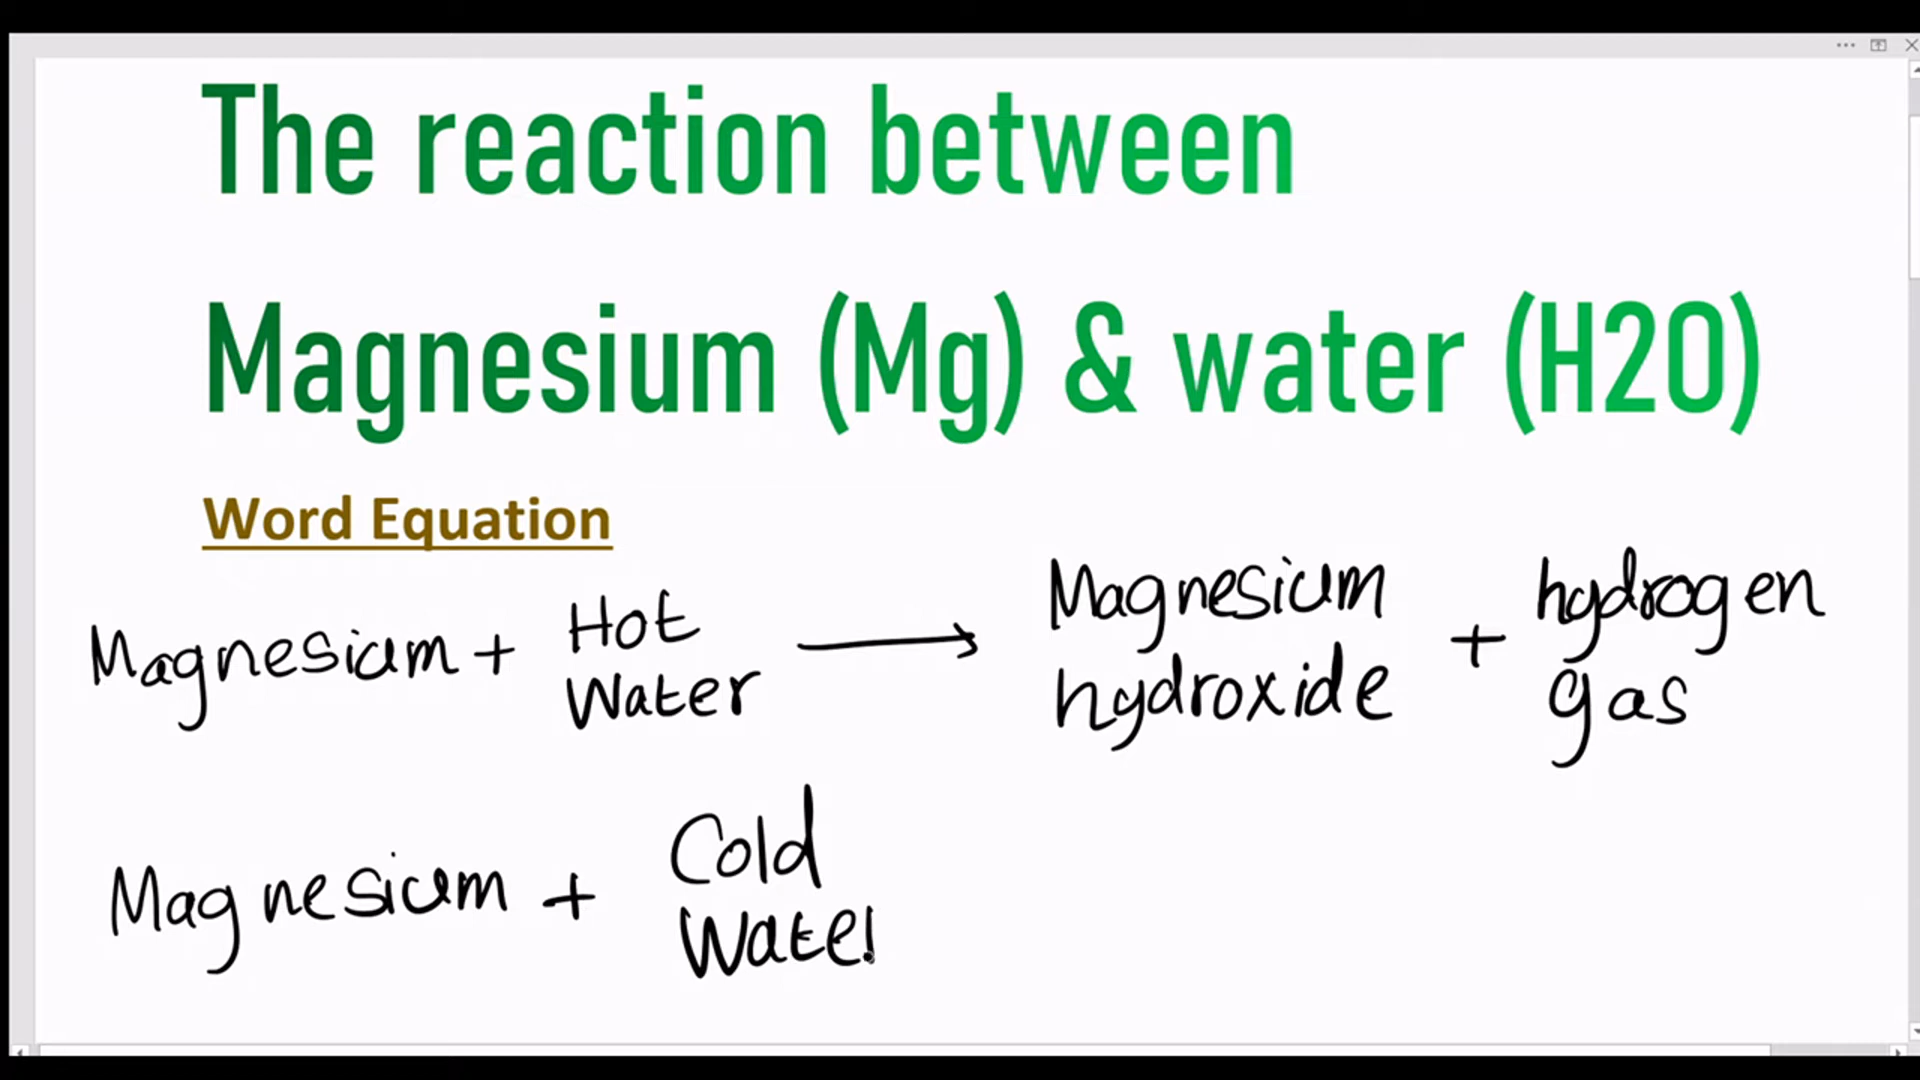 The reaction between
Magnesium (Mg) & water (H2O)
Word Equation
Magnesium + Hot Water → Magnesium hydroxide + hydrogen gas
Magnesium + Cold Water